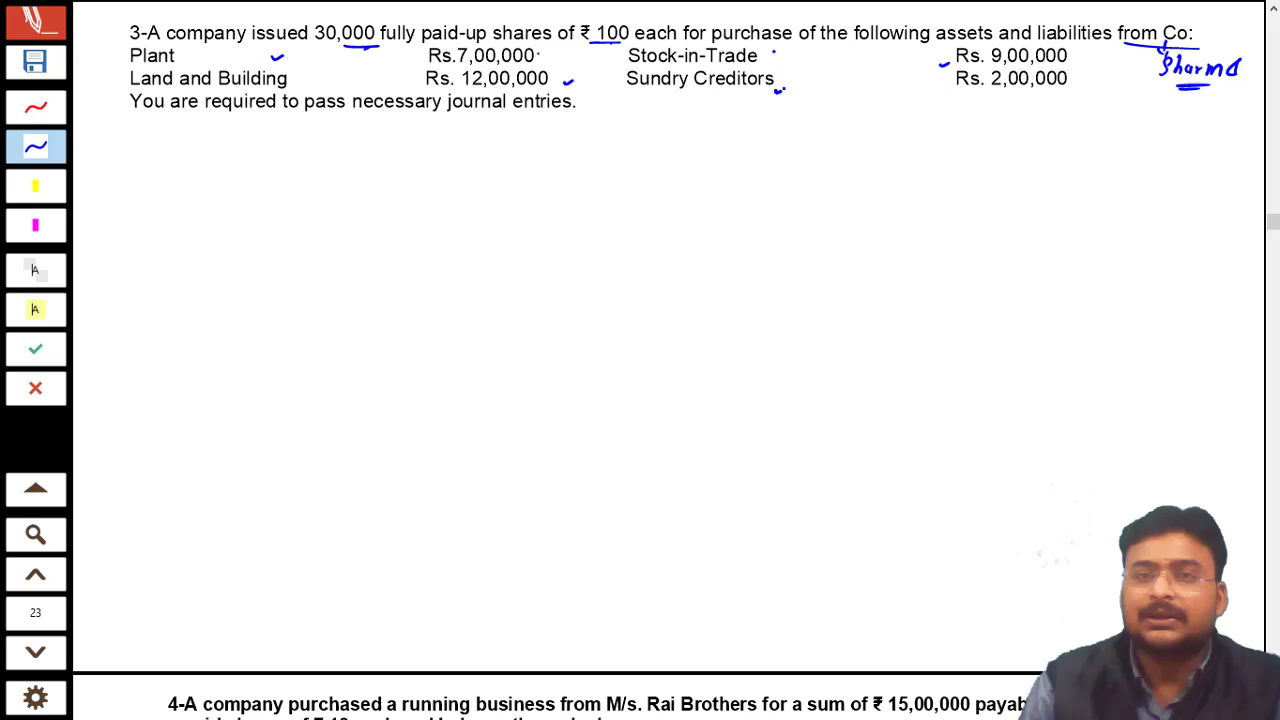 3-A company issued 30,000 fully paid-up shares of ₹ 100 each for purchase of the following assets and liabilities from Co:
Plant Rs.7,00,000 Stock-in-Trade Rs. 9,00,000
Sharma
Land and Building Rs. 12,00,000 Sundry Creditors Rs. 2,00,000
You are required to pass necessary journal entries.
A
A
23
4-A company purchased a running business from M/s. Rai Brothers for a sum of ₹ 15,00,000